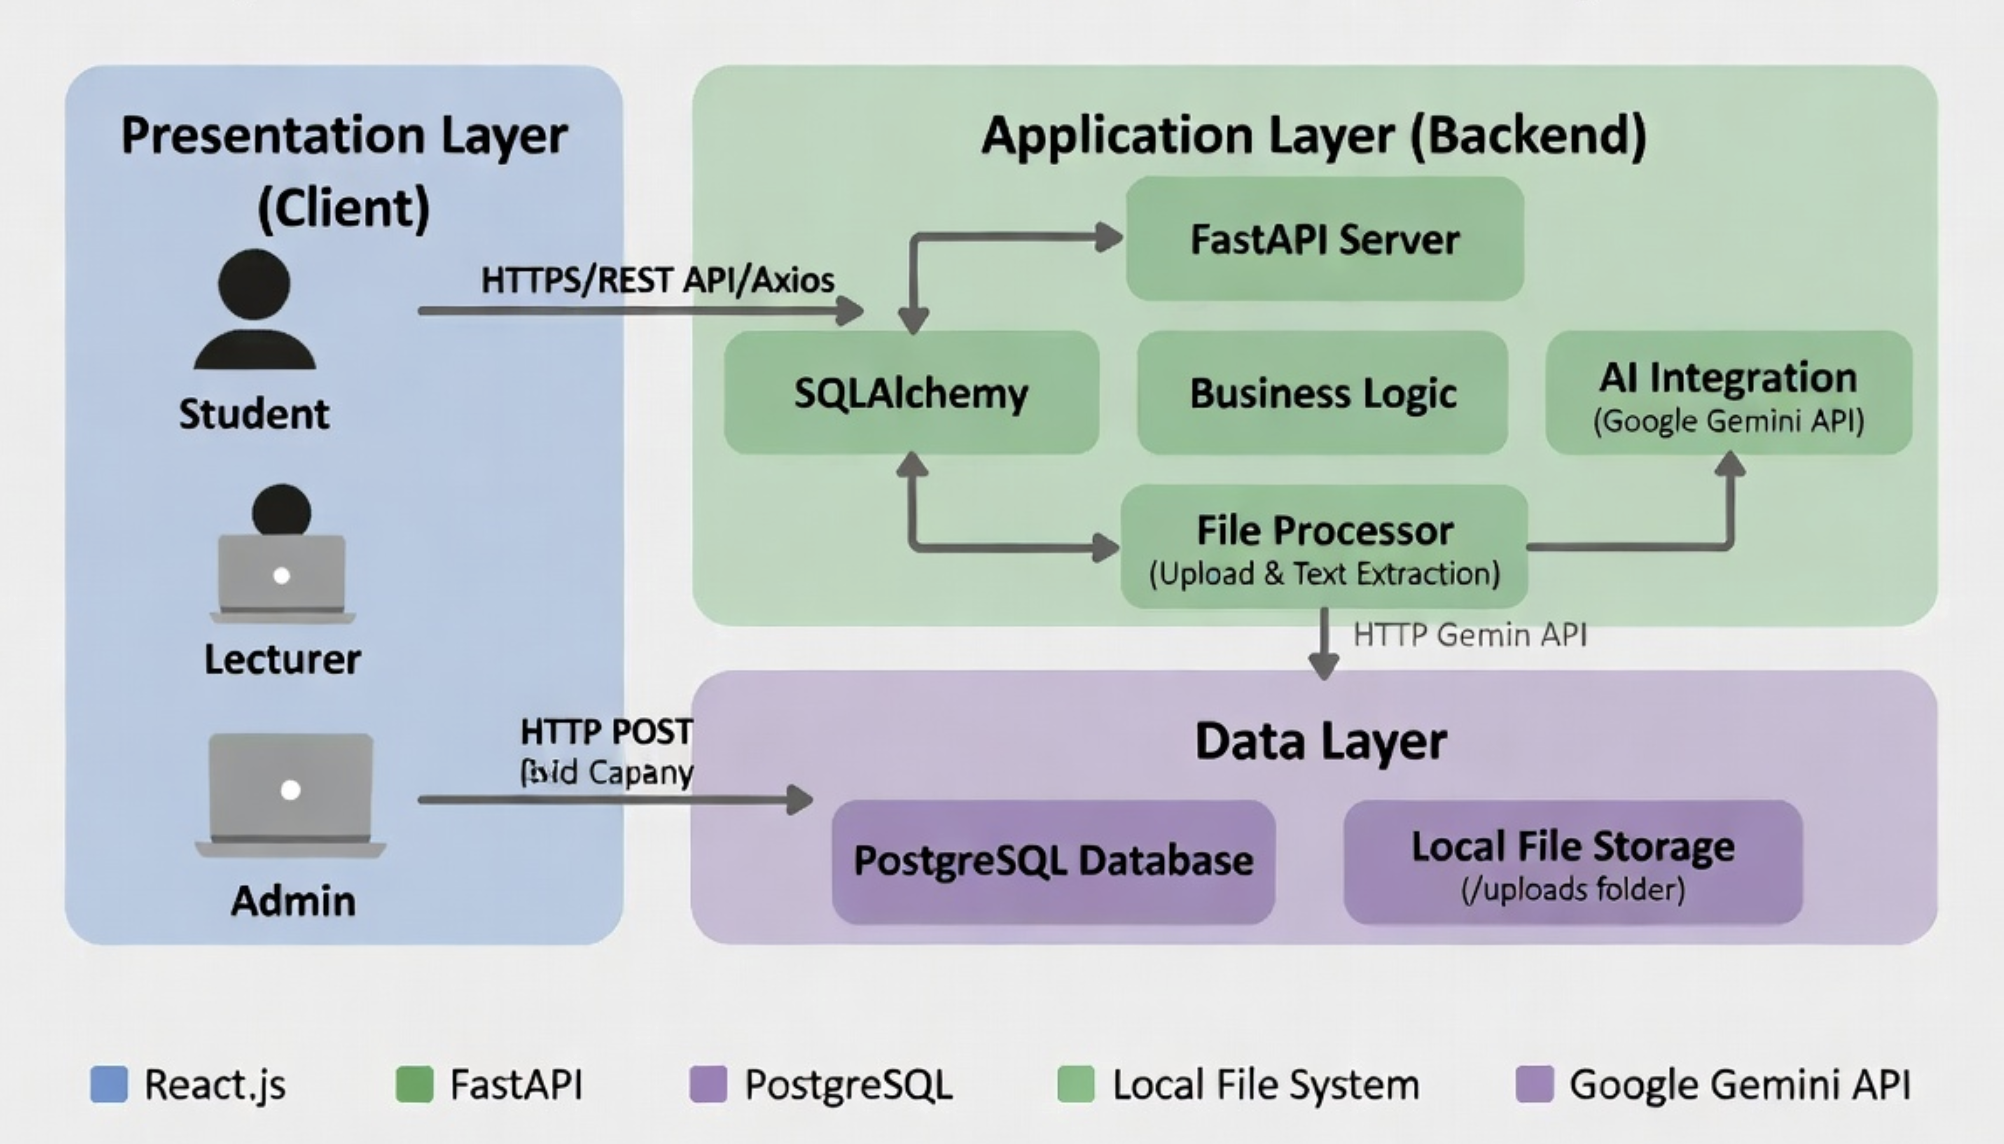 Presentation Layer
(Client)
Student
Lecturer
Admin
HTTPS/REST API/Axios
Application Layer (Backend)
FastAPI Server
SQLAlchemy
Business Logic
AI Integration
(Google Gemini API)
File Processor
(Upload & Text Extraction)
HTTP Gemin API
HTTP POST
Capany
Data Layer
PostgreSQL Database
Local File Storage
(/uploads folder)
React.js
FastAPI
PostgreSQL
Local File System
Google Gemini API